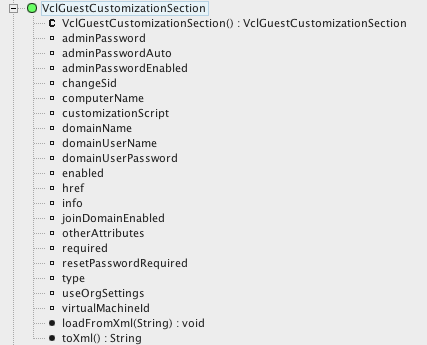 VclGuestCustomizationSection
VclGuestCustomizationSection() : VclGuestCustomizationSection
adminPassword
adminPasswordAuto
adminPasswordEnabled
changeSid
computerName
customizationScript
domainName
domainUserName
domainUserPassword
enabled
href
info
joinDomainEnabled
otherAttributes
required
resetPasswordRequired
type
useOrgSettings
virtualMachineId
loadFromXml(String) : void
toXml() : String